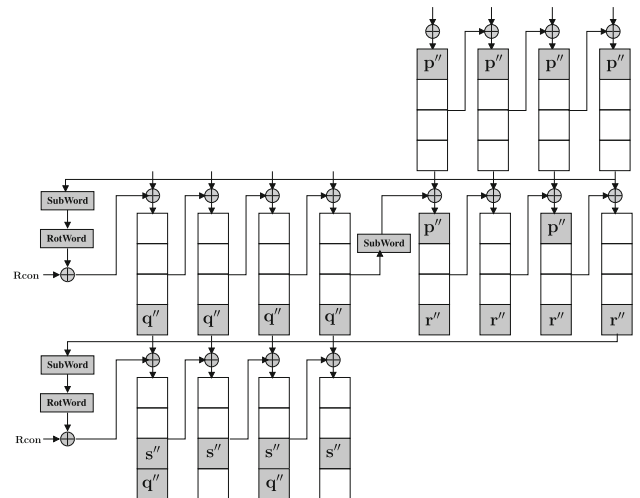 p″ p″ p″ p″
SubWord
RotWord
Rcon
SubWord
p″ p″
q″ q″ q″ q″ r″ r″ r″ r″
SubWord
RotWord
Rcon
s″ s″ s″ s″
q″ q″